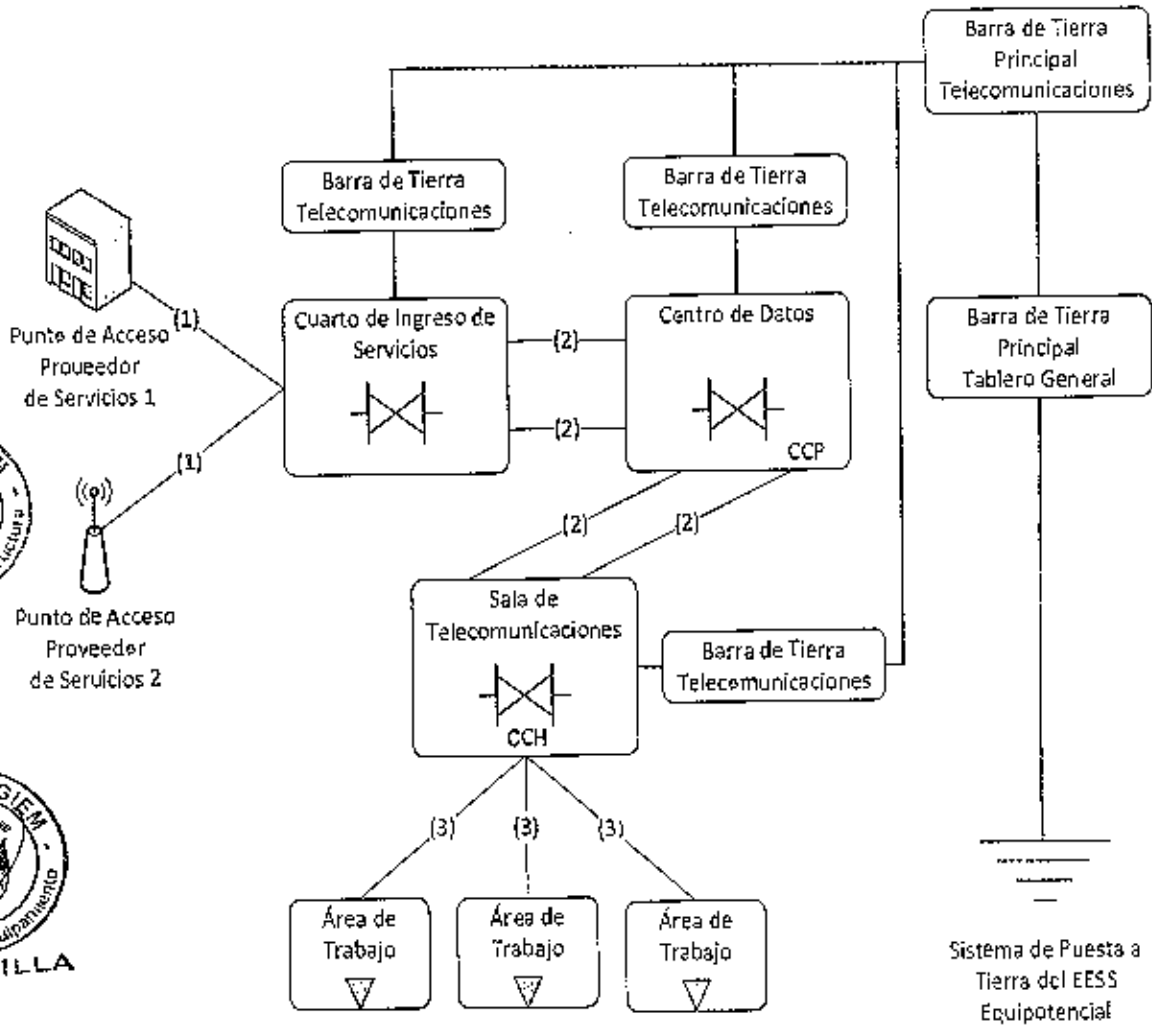 Barra de Tierra
Principal
Telecomunicaciones
Barra de Tierra
Telecomunicaciones
Barra de Tierra
Telecomunicaciones
Punto de Acceso
Proveedor
de Servicios 1
(1)
(1)
Cuarto de Ingreso de
Servicios
(2)
(2)
Centro de Datos
CCP
Barra de Tierra
Principal
Tablero General
Punto de Acceso
Proveedor
de Servicios 2
(2)
(2)
Sala de
Telecomunicaciones
CCH
Barra de Tierra
Telecomunicaciones
(3)
(3)
(3)
Área de
Trabajo
Área de
Trabajo
Área de
Trabajo
Sistema de Puesta a
Tierra del EESS
Equipotencial